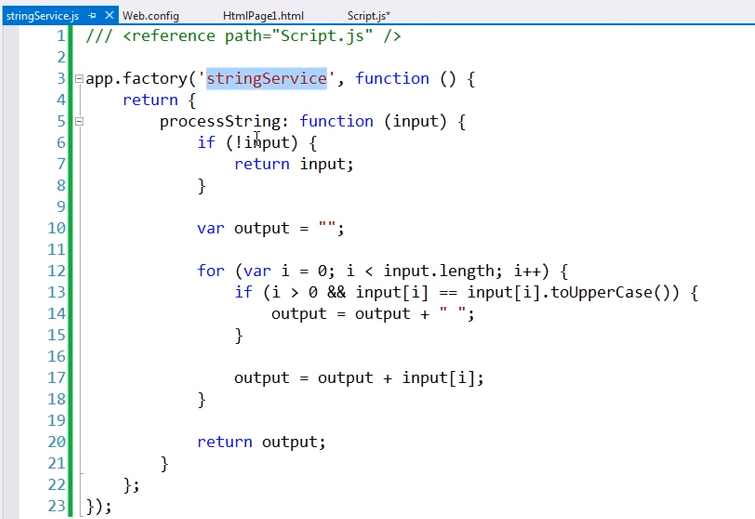 stringService.js Web.config HtmlPage1.html Script.js*
1 /// <reference path="Script.js" />
2
3 app.factory('stringService', function () {
4     return {
5         processString: function (input) {
6             if (!input) {
7                 return input;
8             }
9
10             var output = "";
11
12             for (var i = 0; i < input.length; i++) {
13                 if (i > 0 && input[i] == input[i].toUpperCase()) {
14                     output = output + " ";
15                 }
16
17                 output = output + input[i];
18             }
19
20             return output;
21         }
22     };
23 });